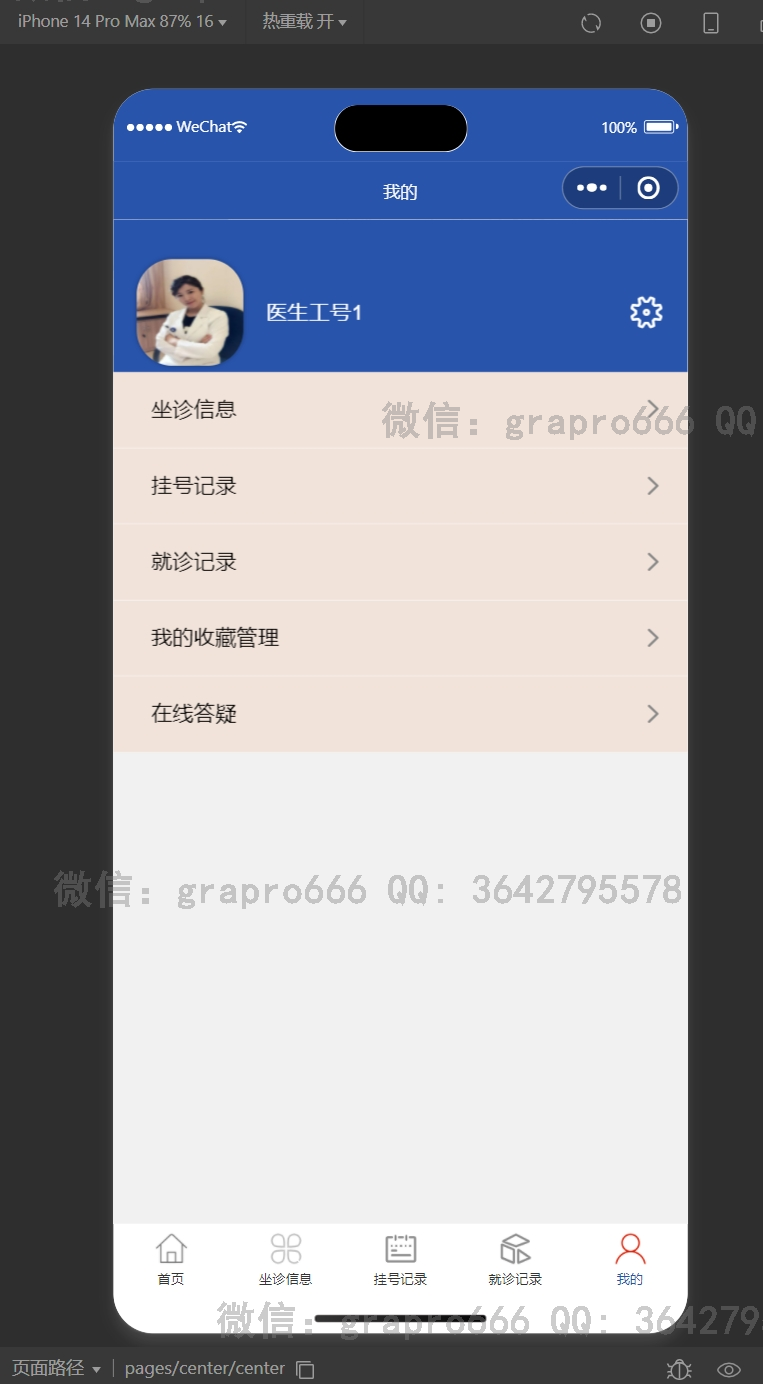 iPhone 14 Pro Max 87% 16 热重载 开
WeChat 100%
我的
医生工号1
坐诊信息
微信: grapro666 QQ
挂号记录
就诊记录
我的收藏管理
在线答疑
微信: grapro666 QQ: 3642795578
首页 坐诊信息 挂号记录 就诊记录 我的
微信: grapro666 QQ: 364279
页面路径 pages/center/center